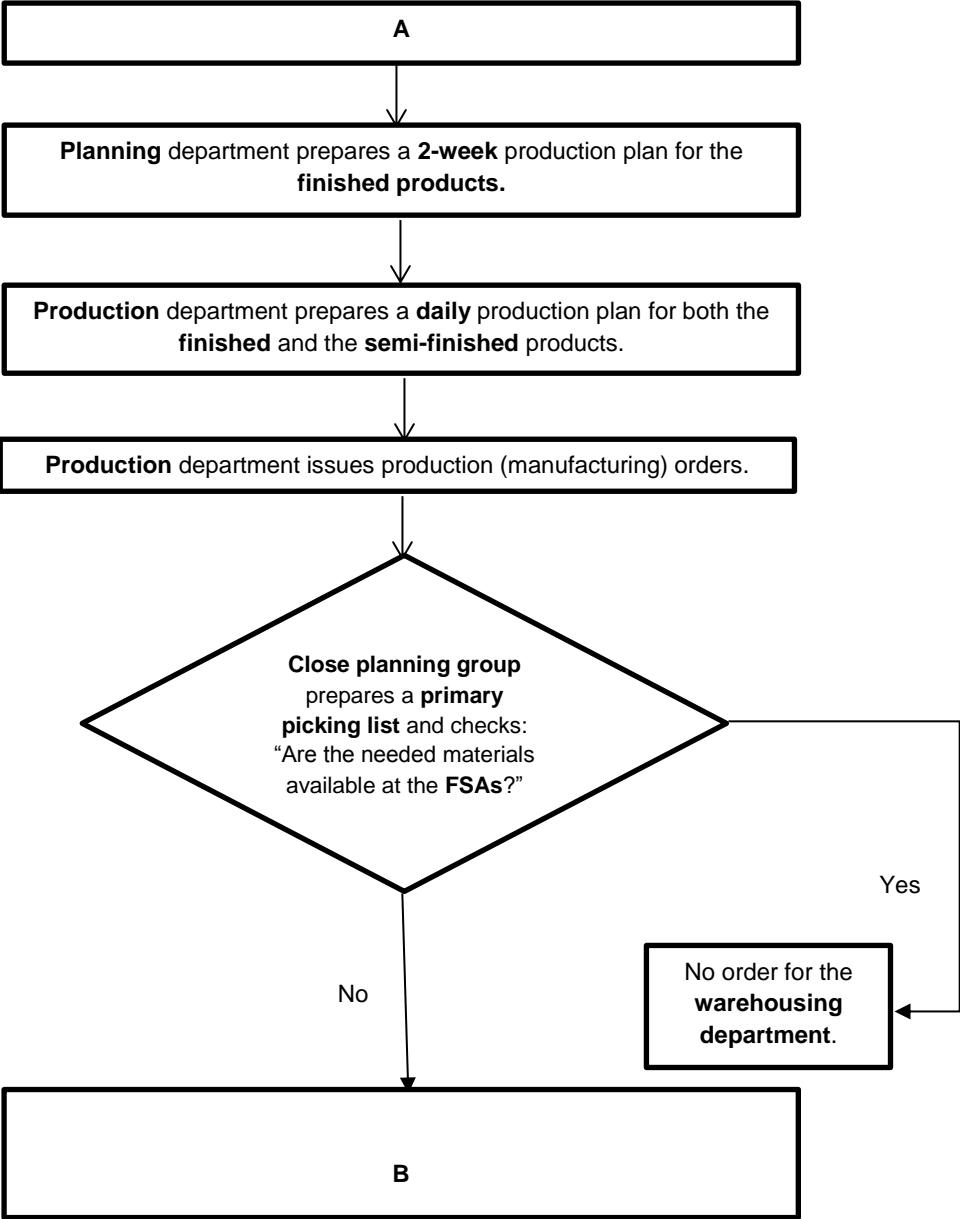 A
Planning department prepares a 2-week production plan for the
finished products.
Production department prepares a daily production plan for both the
finished and the semi-finished products.
Production department issues production (manufacturing) orders.
Close planning group
prepares a primary
picking list and checks:
“Are the needed materials
available at the FSAs?”
Yes
No order for the
warehousing
department.
No
B